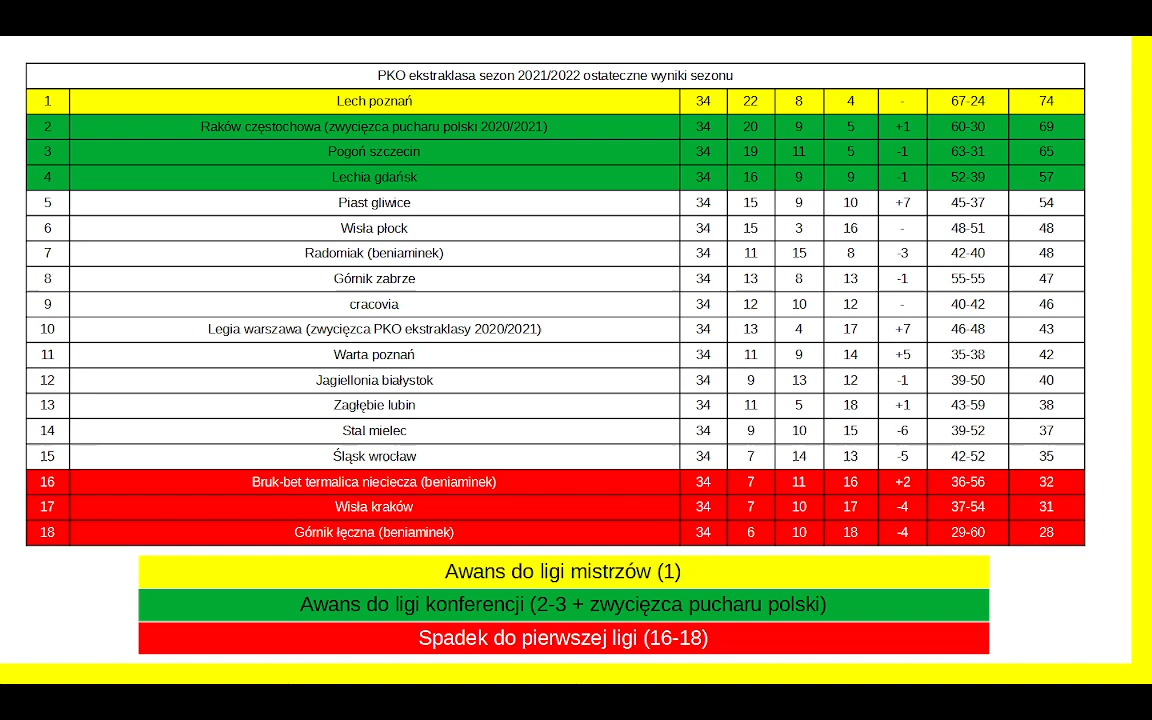 PKO ekstraklasa sezon 2021/2022 ostateczne wyniki sezonu
1 Lech poznań 34 22 8 4 - 67-24 74
2 Raków częstochowa (zwycięzca pucharu polski 2020/2021) 34 20 9 5 +1 60-30 69
3 Pogoń szczecin 34 19 11 5 -1 63-31 65
4 Lechia gdańsk 34 16 9 9 -1 52-39 57
5 Piast gliwice 34 15 9 10 +7 45-37 54
6 Wisła płock 34 15 3 16 - 48-51 48
7 Radomiak (beniaminek) 34 11 15 8 -3 42-40 48
8 Górnik zabrze 34 13 8 13 -1 55-55 47
9 cracovia 34 12 10 12 - 40-42 46
10 Legia warszawa (zwycięzca PKO ekstraklasy 2020/2021) 34 13 4 17 +7 46-48 43
11 Warta poznań 34 11 9 14 +5 35-38 42
12 Jagiellonia białystok 34 9 13 12 -1 39-50 40
13 Zagłębie lubin 34 11 5 18 +1 43-59 38
14 Stal mielec 34 9 10 15 -6 39-52 37
15 Śląsk wrocław 34 7 14 13 -5 42-52 35
16 Bruk-bet termalica nieciecza (beniaminek) 34 7 11 16 +2 36-56 32
17 Wisła kraków 34 7 10 17 -4 37-54 31
18 Górnik łęczna (beniaminek) 34 6 10 18 -4 29-60 28
Awans do ligi mistrzów (1)
Awans do ligi konferencji (2-3 + zwycięzca pucharu polski)
Spadek do pierwszej ligi (16-18)